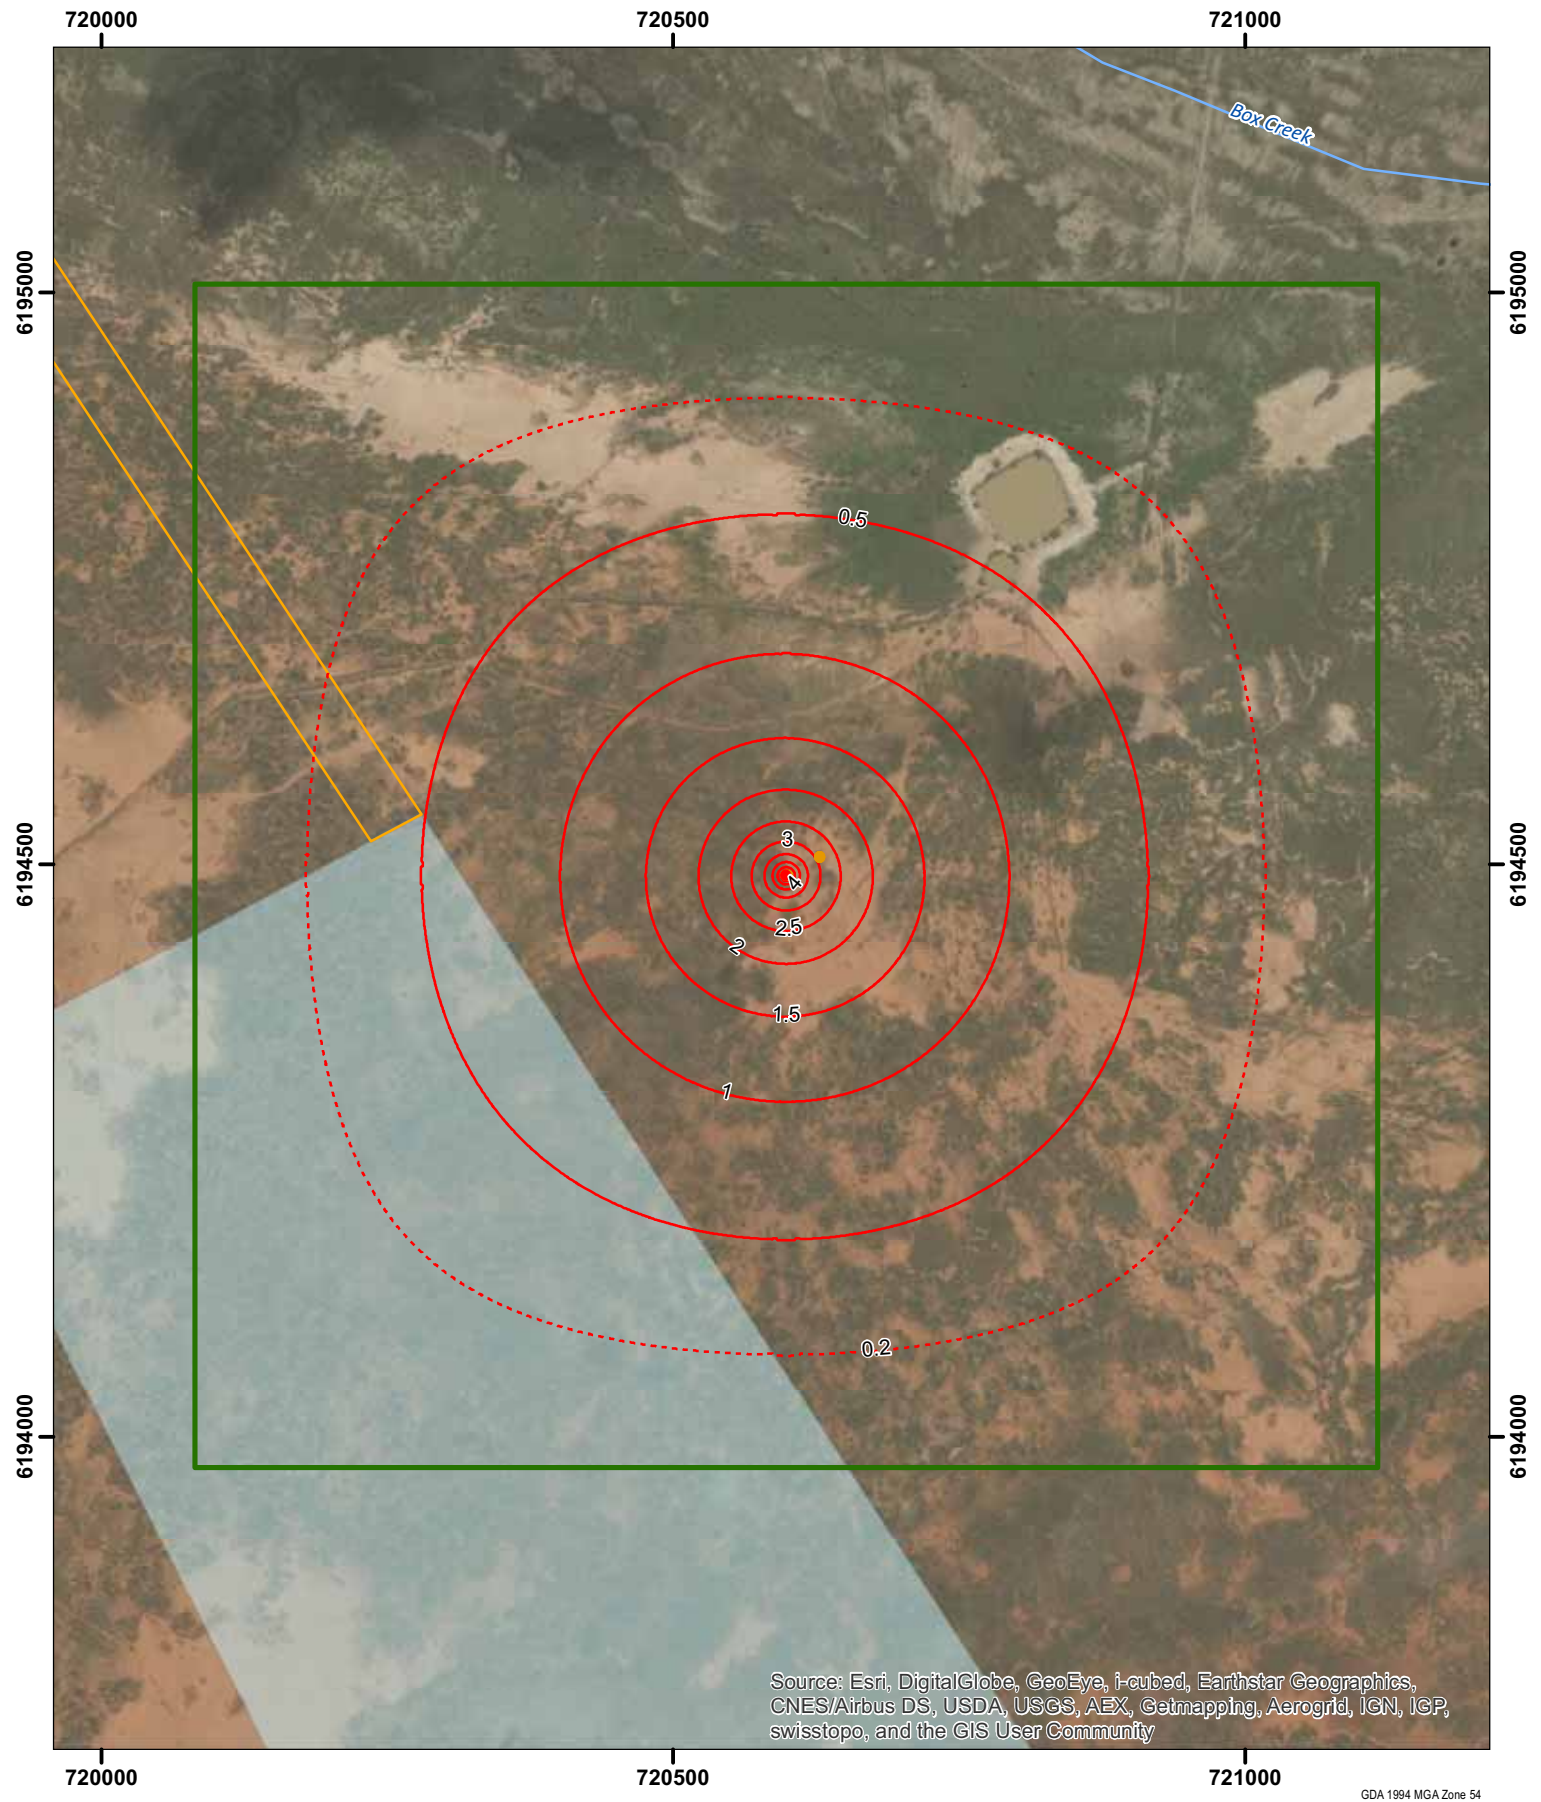 720000 720500 721000
Box Creek
6195000 6195000
0.5
6194500 6194500
3
4
2.5
2
1.5
1
0.2
6194000 6194000
Source: Esri, DigitalGlobe, GeoEye, i-cubed, Earthstar Geographics,
CNES/Airbus DS, USDA, USGS, AEX, Getmapping, Aerogrid, IGN, IGP,
swisstopo, and the GIS User Community
720000 720500 721000
GDA 1994 MGA Zone 54